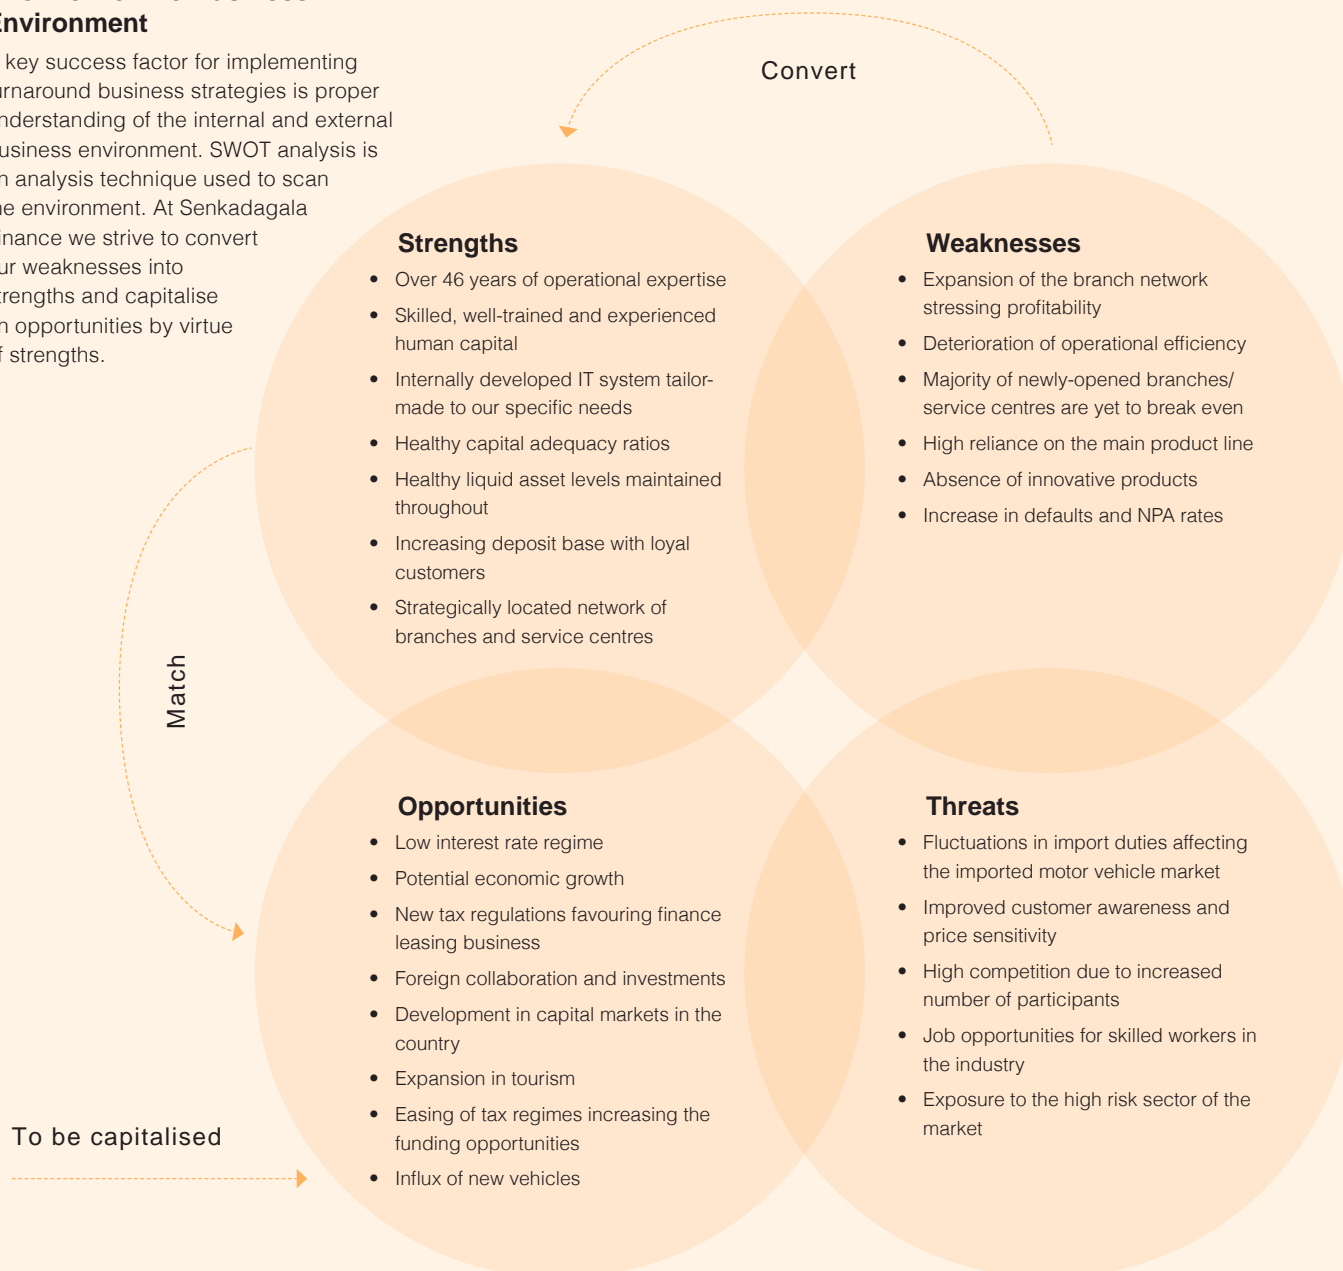 Environment
key success factor for implementing
business strategies is proper
of the internal and external
environment. SWOT analysis is
analysis technique used to scan
environment. At Senkadagala
we strive to convert
weaknesses into
and capitalise
opportunities by virtue
strengths.
Convert
Strengths
• Over 46 years of operational expertise
• Skilled, well-trained and experienced
human capital
• Internally developed IT system tailor-
made to our specific needs
• Healthy capital adequacy ratios
• Healthy liquid asset levels maintained
throughout
• Increasing deposit base with loyal
customers
• Strategically located network of
branches and service centres
Weaknesses
• Expansion of the branch network
stressing profitability
• Deterioration of operational efficiency
• Majority of newly-opened branches/
service centres are yet to break even
• High reliance on the main product line
• Absence of innovative products
• Increase in defaults and NPA rates
Match
Opportunities
• Low interest rate regime
• Potential economic growth
• New tax regulations favouring finance
leasing business
• Foreign collaboration and investments
• Development in capital markets in the
country
• Expansion in tourism
• Easing of tax regimes increasing the
funding opportunities
• Influx of new vehicles
Threats
• Fluctuations in import duties affecting
the imported motor vehicle market
• Improved customer awareness and
price sensitivity
• High competition due to increased
number of participants
• Job opportunities for skilled workers in
the industry
• Exposure to the high risk sector of the
market
To be capitalised